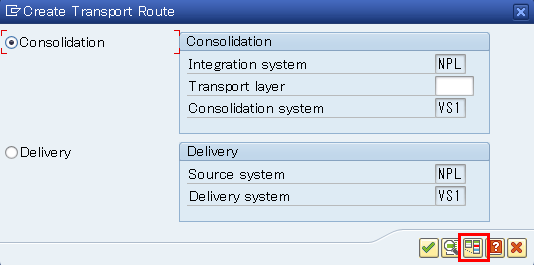 Create Transport Route
Consolidation
Consolidation
Integration system NPL
Transport layer
Consolidation system VS1
Delivery
Delivery
Source system NPL
Delivery system VS1